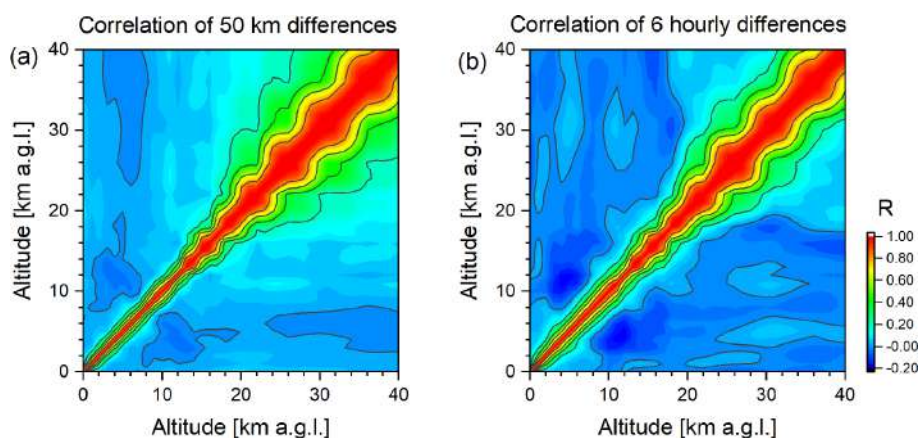 Correlation of 50 km differences
(a)
40
30
20
10
0
0 10 20 30 40
Altitude [km a.g.l.]
Altitude [km a.g.l.]
Correlation of 6 hourly differences
(b)
40
30
20
10
0
0 10 20 30 40
Altitude [km a.g.l.]
Altitude [km a.g.l.]
R
1.00
0.80
0.60
0.40
0.20
-0.00
-0.20